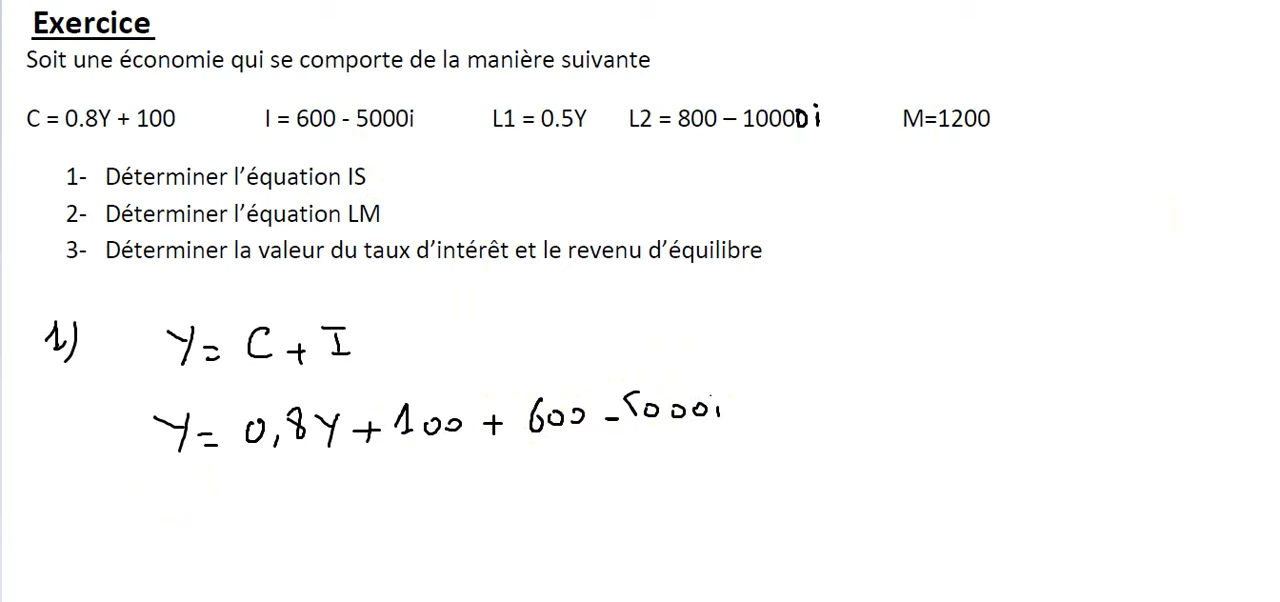 Exercice
Soit une économie qui se comporte de la manière suivante
C = 0.8Y + 100 I = 600 - 5000i L1 = 0.5Y L2 = 800 – 10000i M=1200
1- Déterminer l’équation IS
2- Déterminer l’équation LM
3- Déterminer la valeur du taux d’intérêt et le revenu d’équilibre
1) Y = C + I
Y = 0,8Y + 100 + 600 - 5000i